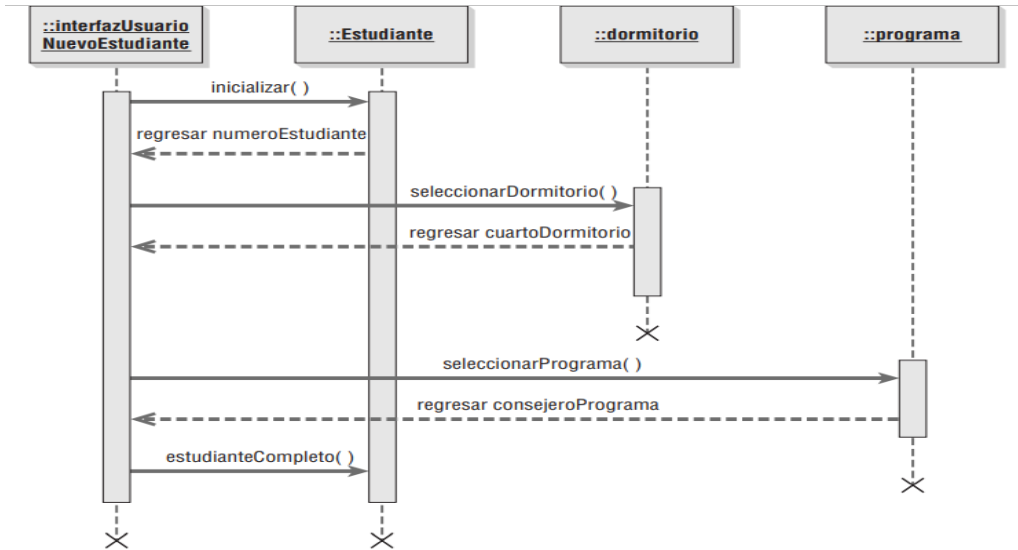 ::interfazUsuario
NuevoEstudiante
::Estudiante
::dormitorio
::programa
inicializar( )
regresar numeroEstudiante
seleccionarDormitorio( )
regresar cuartoDormitorio
seleccionarPrograma( )
regresar consejeroPrograma
estudianteCompleto( )